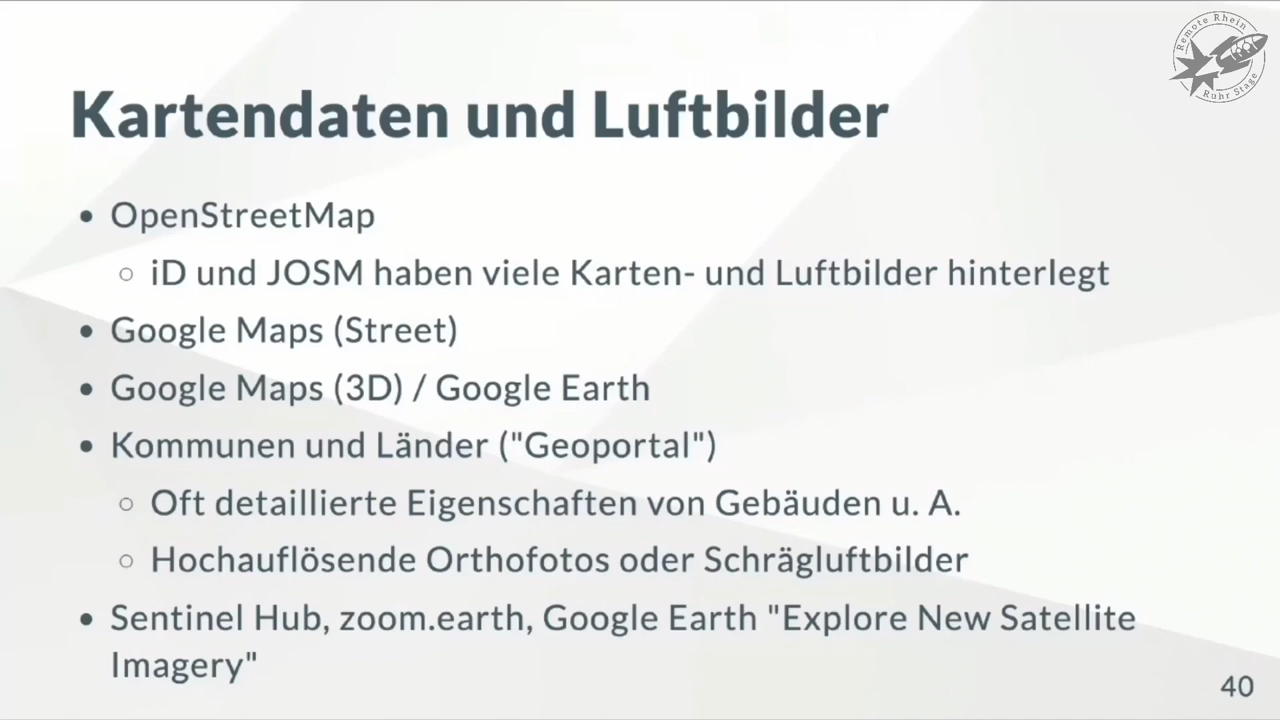 Remote Rhein
Ruhr Stage
Kartendaten und Luftbilder
• OpenStreetMap
○ iD und JOSM haben viele Karten- und Luftbilder hinterlegt
• Google Maps (Street)
• Google Maps (3D) / Google Earth
• Kommunen und Länder ("Geoportal")
○ Oft detaillierte Eigenschaften von Gebäuden u. A.
○ Hochauflösende Orthofotos oder Schrägluftbilder
• Sentinel Hub, zoom.earth, Google Earth "Explore New Satellite
Imagery"
40